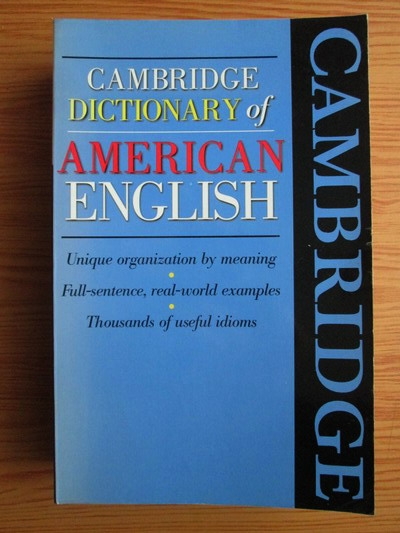 CAMBRIDGE
DICTIONARY of
AMERICAN
ENGLISH
Unique organization by meaning
Full-sentence, real-world examples
Thousands of useful idioms
CAMBRIDGE